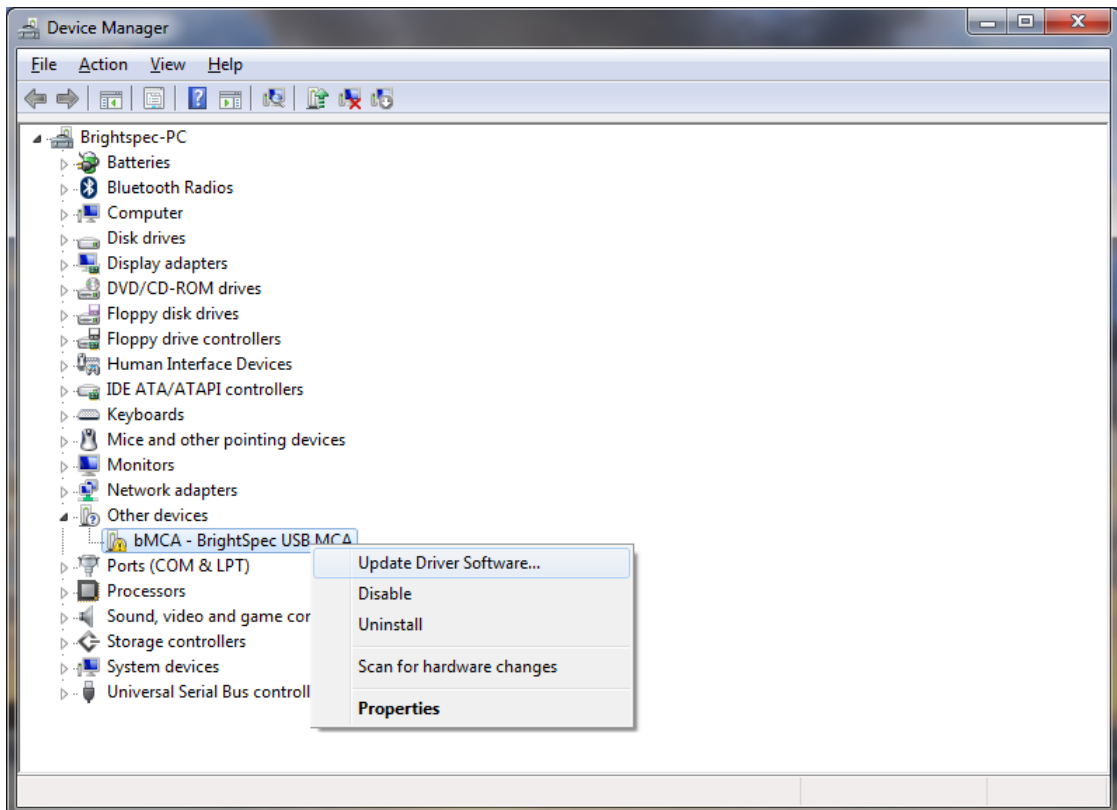 Device Manager
File Action View Help
Brightspec-PC
Batteries
Bluetooth Radios
Computer
Disk drives
Display adapters
DVD/CD-ROM drives
Floppy disk drives
Floppy drive controllers
Human Interface Devices
IDE ATA/ATAPI controllers
Keyboards
Mice and other pointing devices
Monitors
Network adapters
Other devices
bMCA - BrightSpec USB MCA
Ports (COM & LPT)
Processors
Sound, video and game cor
Storage controllers
System devices
Universal Serial Bus controll
Update Driver Software...
Disable
Uninstall
Scan for hardware changes
Properties